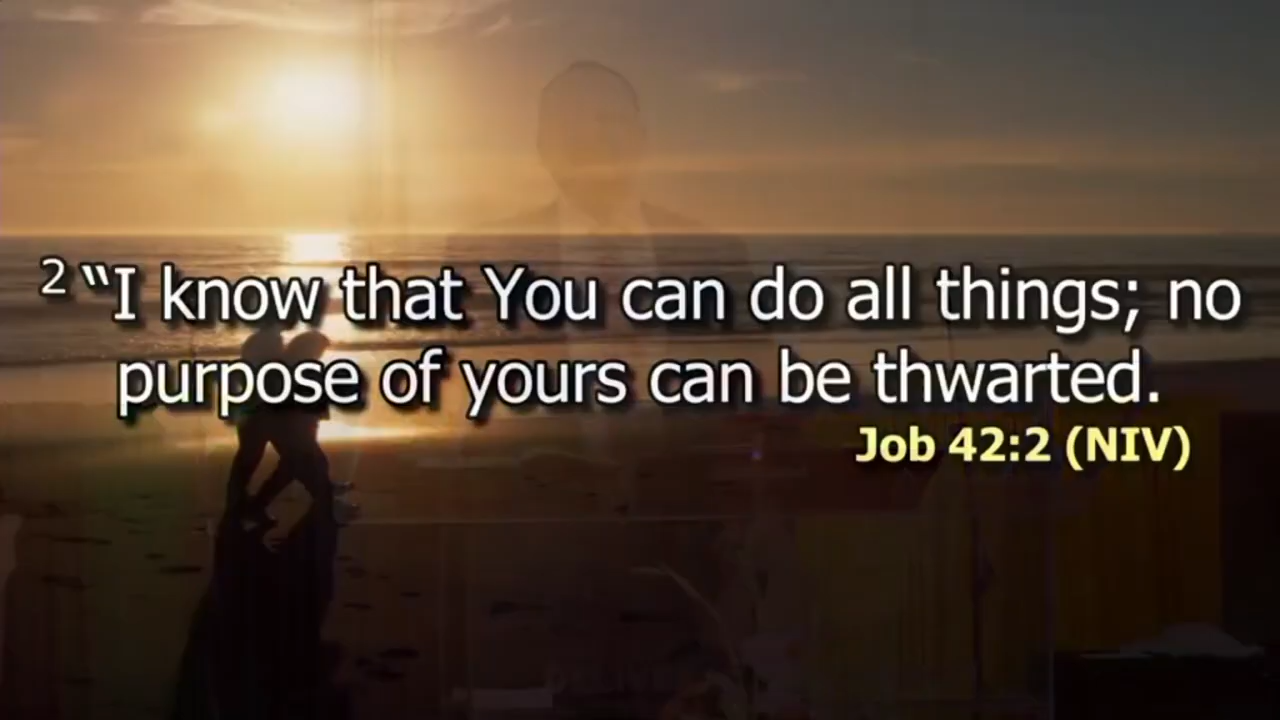 2 “I know that You can do all things; no
purpose of yours can be thwarted.
Job 42:2 (NIV)